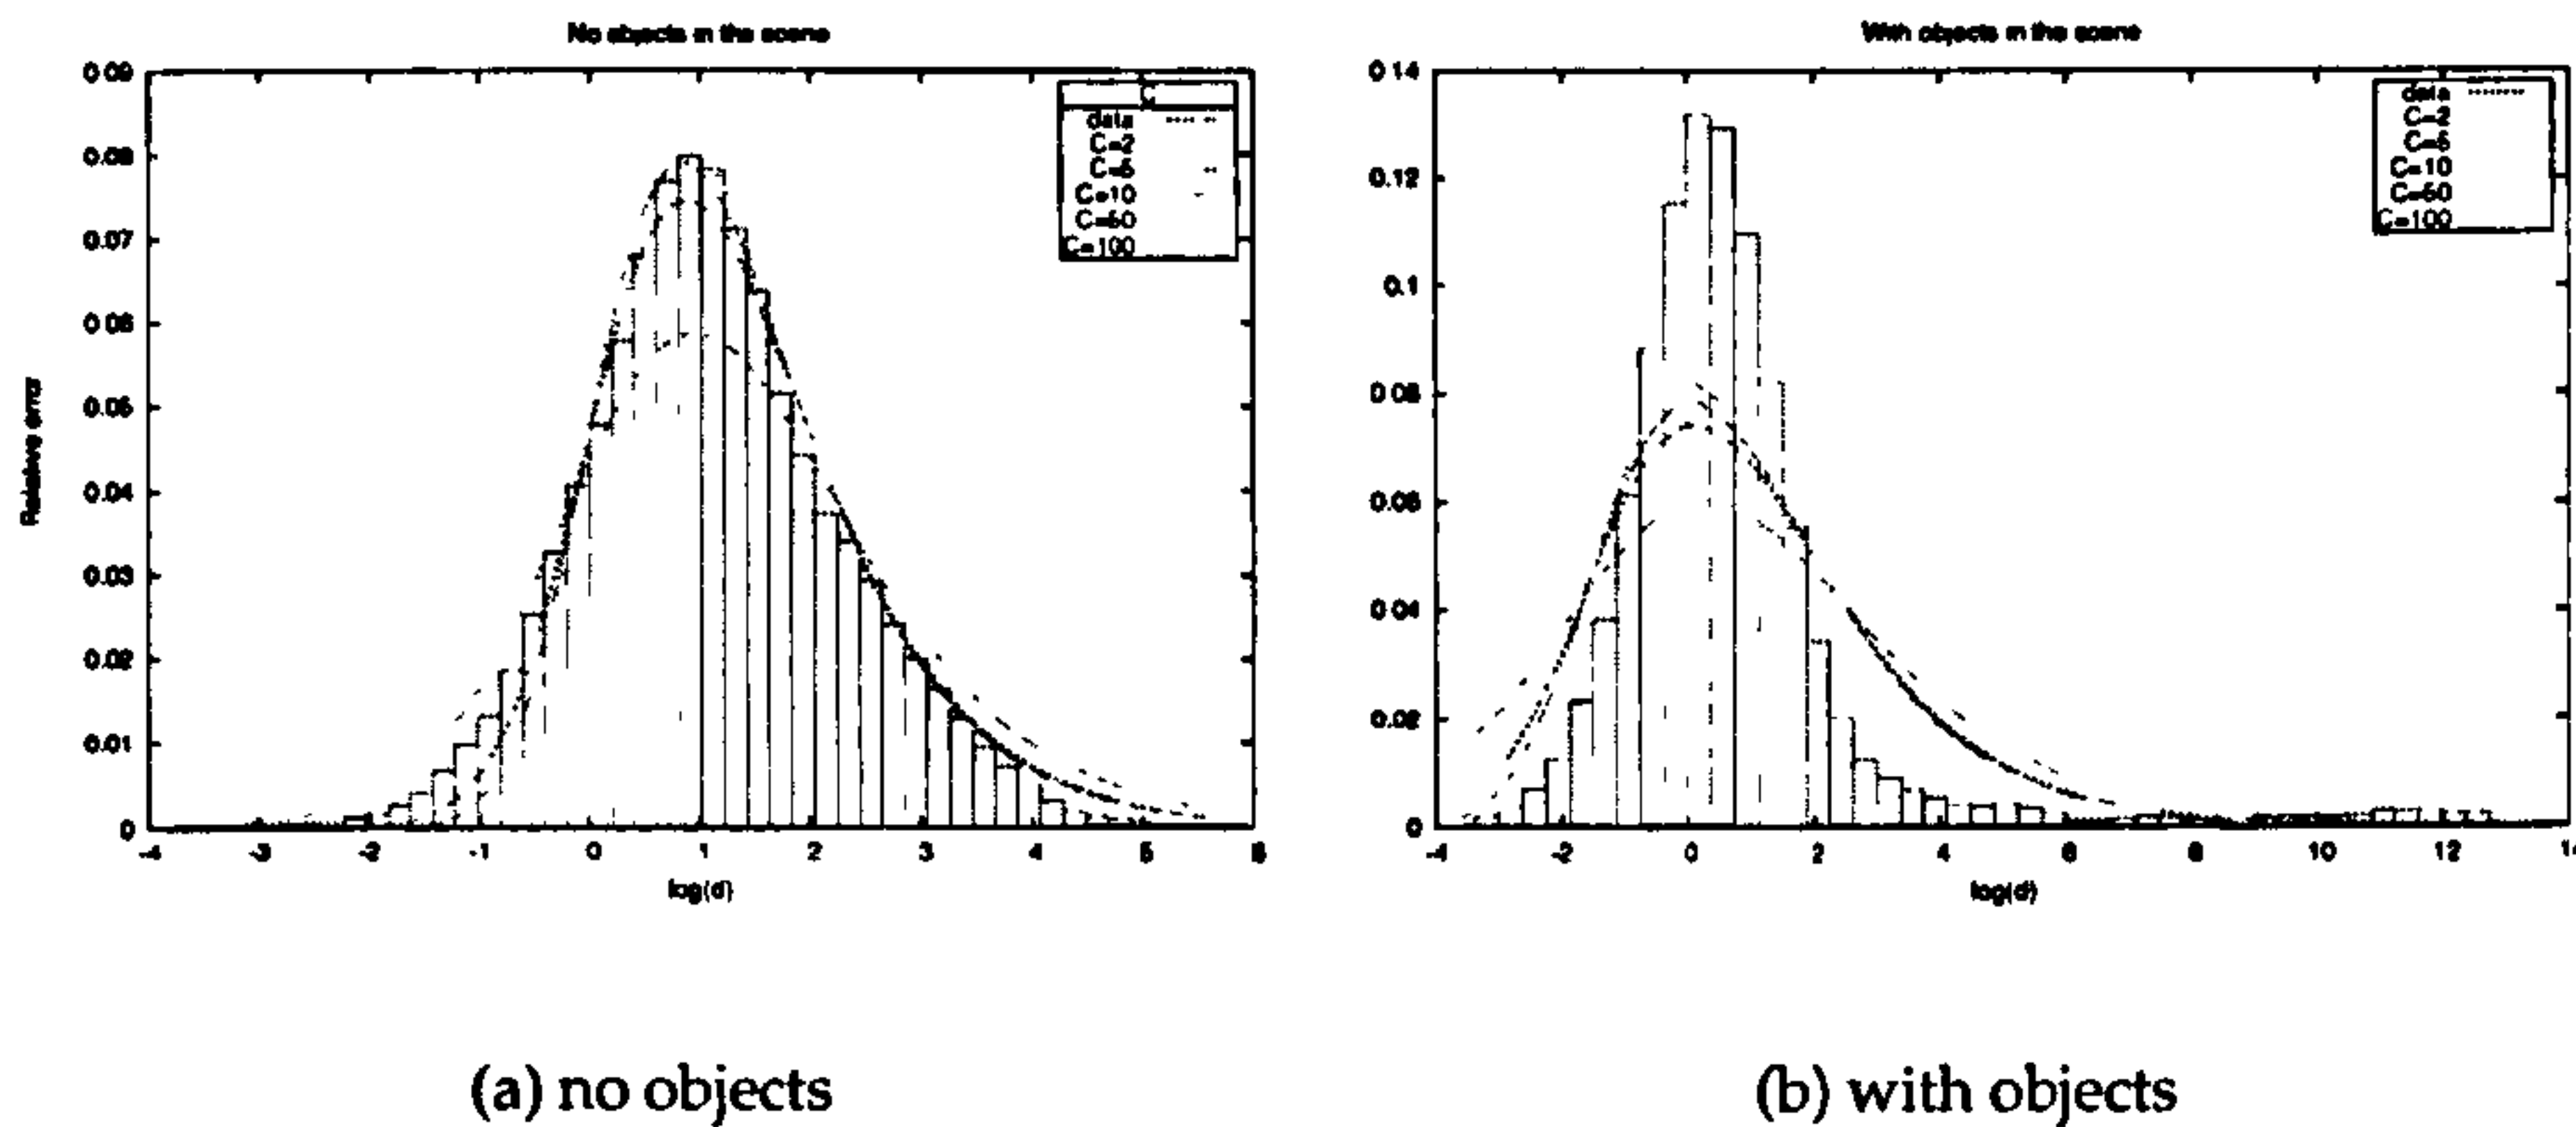 No objects in the scene
0.09
0.08
0.07
0.06
0.05
0.04
0.03
0.02
0.01
0
-4 -3 -2 -1 0 1 2 3 4 5 6
Relative error
log(d)
data
C=2
C=5
C=10
C=50
C=100
(a) no objects
With objects in the scene
0.14
0.12
0.1
0.08
0.06
0.04
0.02
0
-4 -2 0 2 4 6 8 10 12
log(d)
data
C=2
C=5
C=10
C=50
C=100
(b) with objects